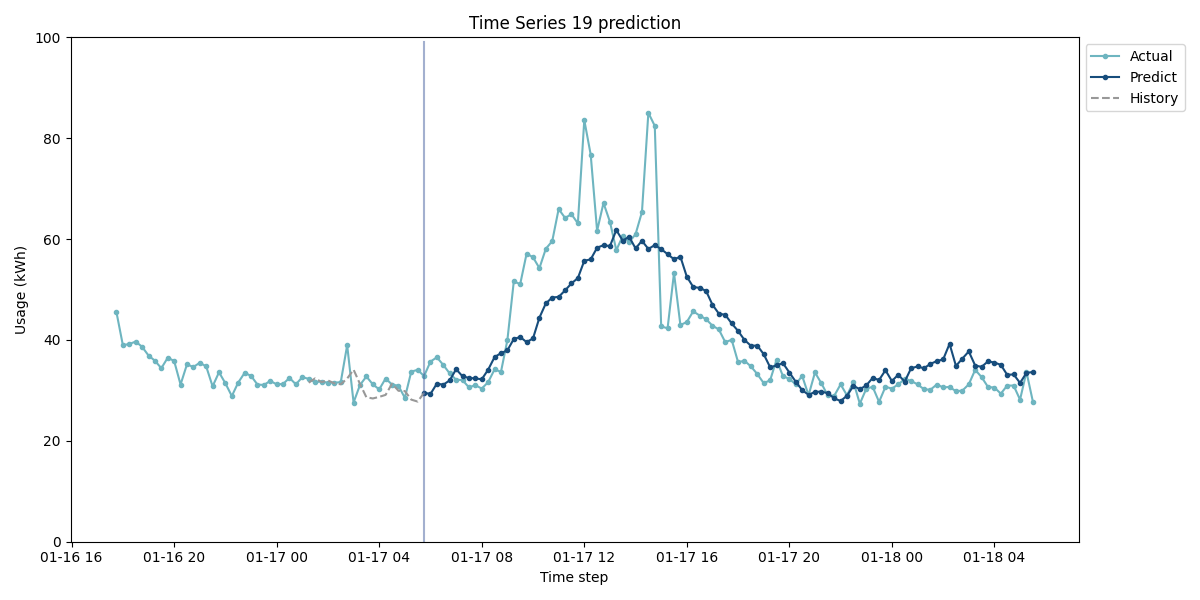 Time Series 19 prediction
100
80
60
40
20
0
Usage (kWh)
01-16 16
01-16 20
01-17 00
01-17 04
01-17 08
01-17 12
01-17 16
01-17 20
01-18 00
01-18 04
Time step
Actual
Predict
History